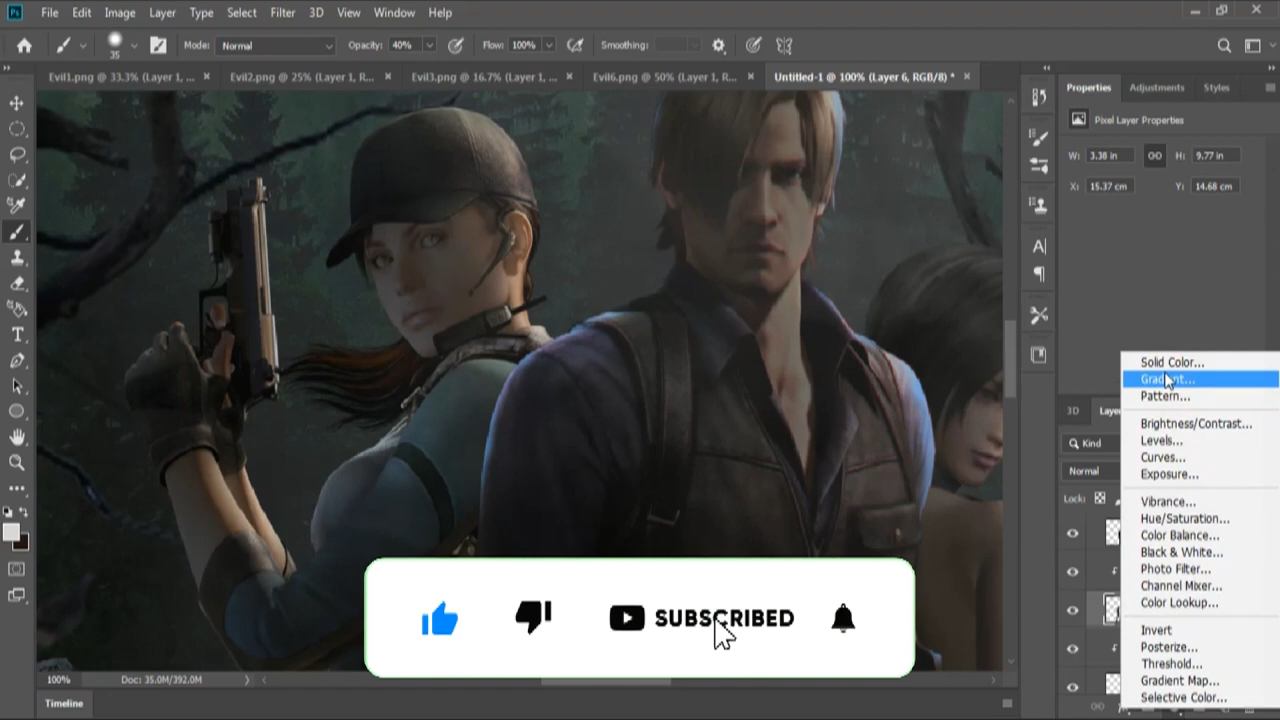 Ps File Edit Image Layer Type Select Filter 3D View Window Help
35 Mode: Normal Opacity: 40% Flow: 100% Smoothing:
Evil1.png @ 33.3% (Layer 1, ... × Evil2.png @ 25% (Layer 1, R... × Evil3.png @ 16.7% (Layer 1, ... × Evil6.png @ 50% (Layer 1, R... × Untitled-1 @ 100% (Layer 6, RGB/8) * ×
Properties Adjustments Styles
Pixel Layer Properties
W: 3.38 in H: 9.77 in
X: 15.37 cm Y: 14.68 cm
Solid Color...
Gradient...
Pattern...
3D
Brightness/Contrast...
Kind
Levels...
Curves...
Normal
Exposure...
Lock:
Vibrance...
Hue/Saturation...
Color Balance...
Black & White...
Photo Filter...
Channel Mixer...
Color Lookup...
SUBSCRIBED
Invert
Posterize...
Threshold...
100% Doc: 35.0M/392.0M
Gradient Map...
Selective Color...
Timeline